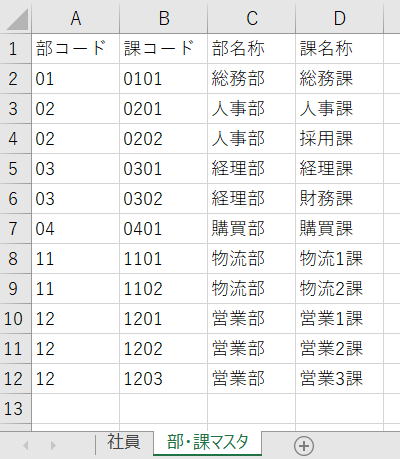 A B C D
1 部コード 課コード 部名称 課名称
2 01 0101 総務部 総務課
3 02 0201 人事部 人事課
4 02 0202 人事部 採用課
5 03 0301 経理部 経理課
6 03 0302 経理部 財務課
7 04 0401 購買部 購買課
8 11 1101 物流部 物流1課
9 11 1102 物流部 物流2課
10 12 1201 営業部 営業1課
11 12 1202 営業部 営業2課
12 12 1203 営業部 営業3課
13
社員 部・課マスタ